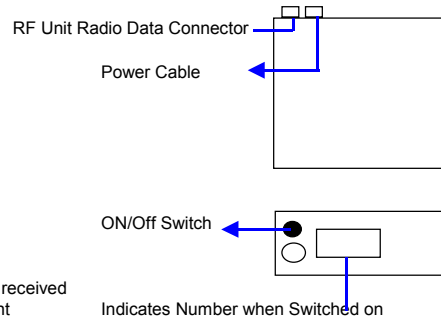 RF Unit Radio Data Connector
Power Cable
ON/Off Switch
received
nt
Indicates Number when Switched on